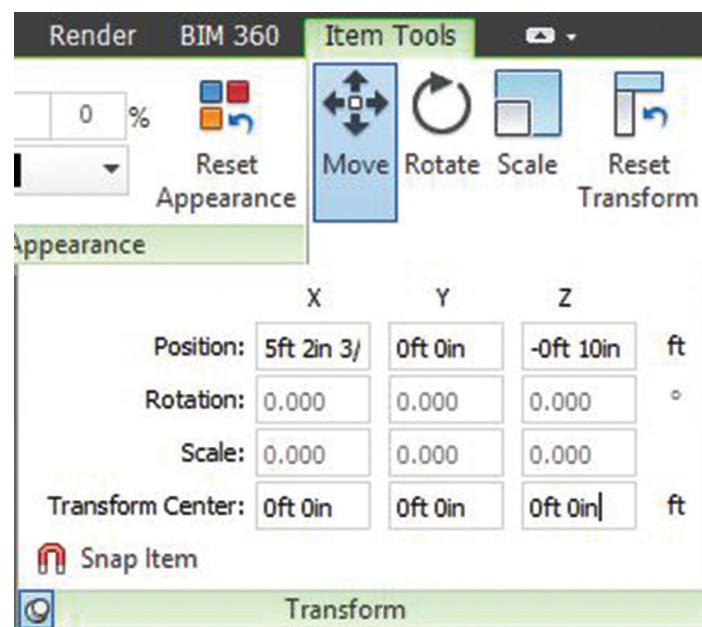 Render BIM 360 Item Tools
0 %
Reset Appearance
Move Rotate Scale Reset Transform
Appearance
X Y Z
Position: 5ft 2in 3/ 0ft 0in -0ft 10in ft
Rotation: 0.000 0.000 0.000 °
Scale: 0.000 0.000 0.000
Transform Center: 0ft 0in 0ft 0in 0ft 0in ft
Snap Item
Transform